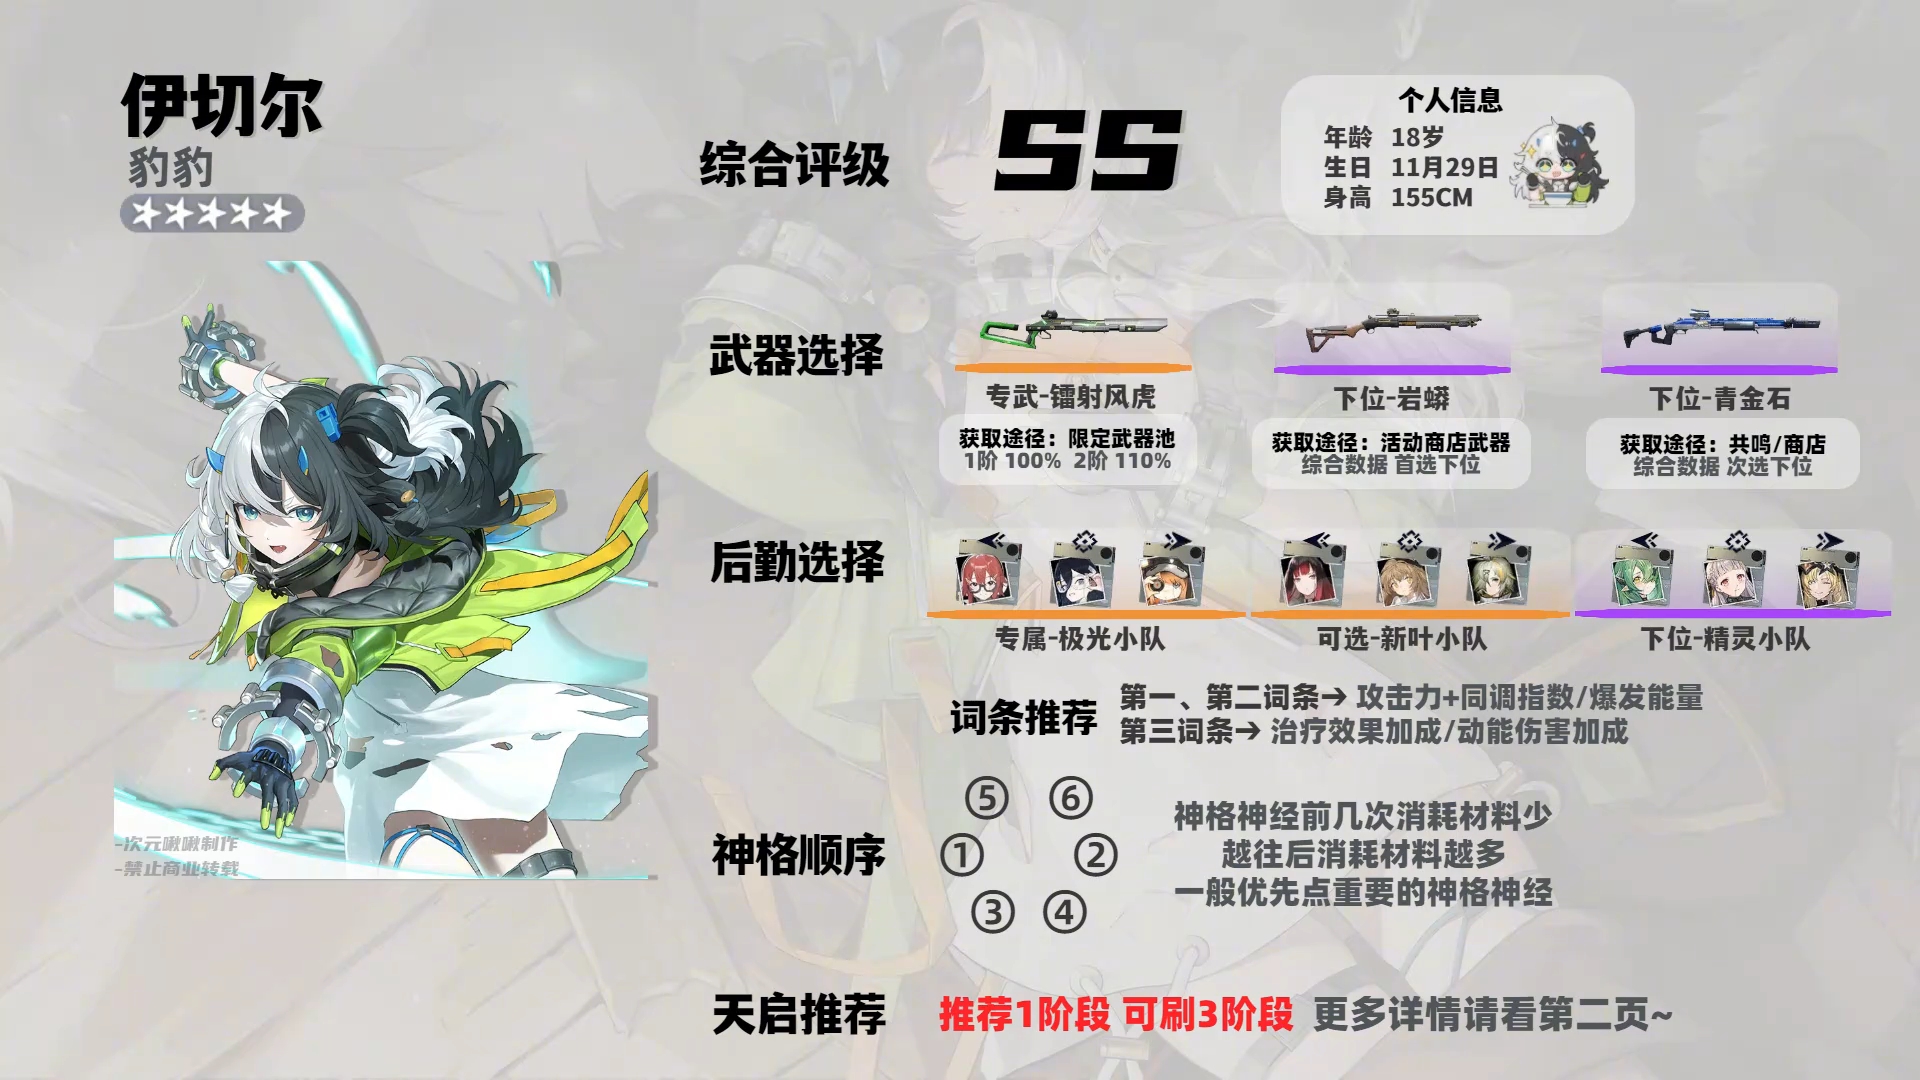 伊切尔
豹豹
综合评级
SS
个人信息
年龄 18岁
生日 11月29日
身高 155CM
武器选择
专武-镭射风虎
获取途径：限定武器池
1阶 100% 2阶 110%
下位-岩蟒
获取途径：活动商店武器
综合数据 首选下位
下位-青金石
获取途径：共鸣/商店
综合数据 次选下位
后勤选择
专属-极光小队
可选-新叶小队
下位-精灵小队
词条推荐
第一、第二词条→ 攻击力+同调指数/爆发能量
第三词条→ 治疗效果加成/动能伤害加成
神格顺序
⑤ ⑥
① ②
③ ④
神格神经前几次消耗材料少
越往后消耗材料越多
一般优先点重要的神格神经
天启推荐
推荐1阶段 可刷3阶段 更多详情请看第二页~
-次元啾啾制作
-禁止商业转载